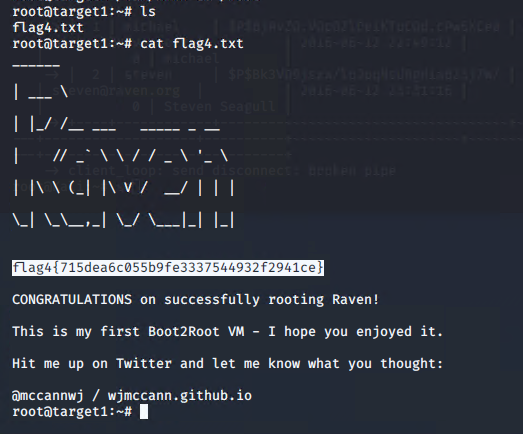 root@target1:~# ls
flag4.txt
root@target1:~# cat flag4.txt
______
| ___ \
| |_/ /__ ___   _____ _ __
|    // _` \ \ / / _ \ '_ \
| |\ \ (_| |\ V /  __/ | | |
\_| \_\__,_| \_/ \___|_| |_|
flag4{715dea6c055b9fe3337544932f2941ce}
CONGRATULATIONS on successfully rooting Raven!
This is my first Boot2Root VM - I hope you enjoyed it.
Hit me up on Twitter and let me know what you thought:
@mccannwj / wjmccann.github.io
root@target1:~#